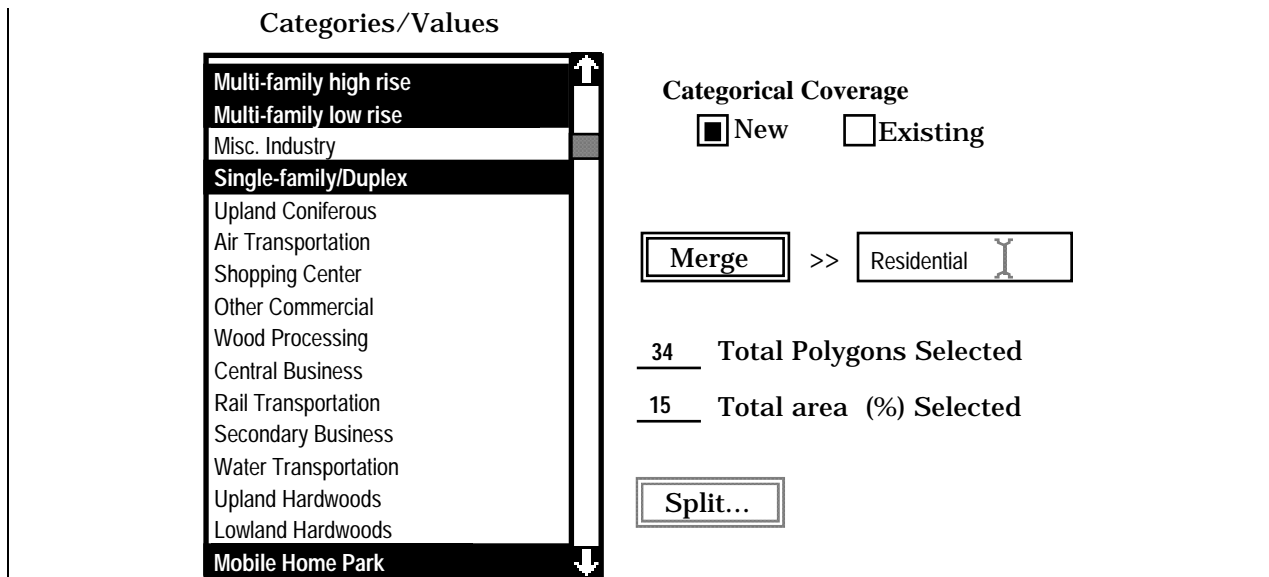 Categories/Values
Multi-family high rise
Multi-family low rise
Misc. Industry
Single-family/Duplex
Upland Coniferous
Air Transportation
Shopping Center
Other Commercial
Wood Processing
Central Business
Rail Transportation
Secondary Business
Water Transportation
Upland Hardwoods
Lowland Hardwoods
Mobile Home Park
Categorical Coverage
New Existing
Merge >> Residential
34 Total Polygons Selected
15 Total area (%) Selected
Split...